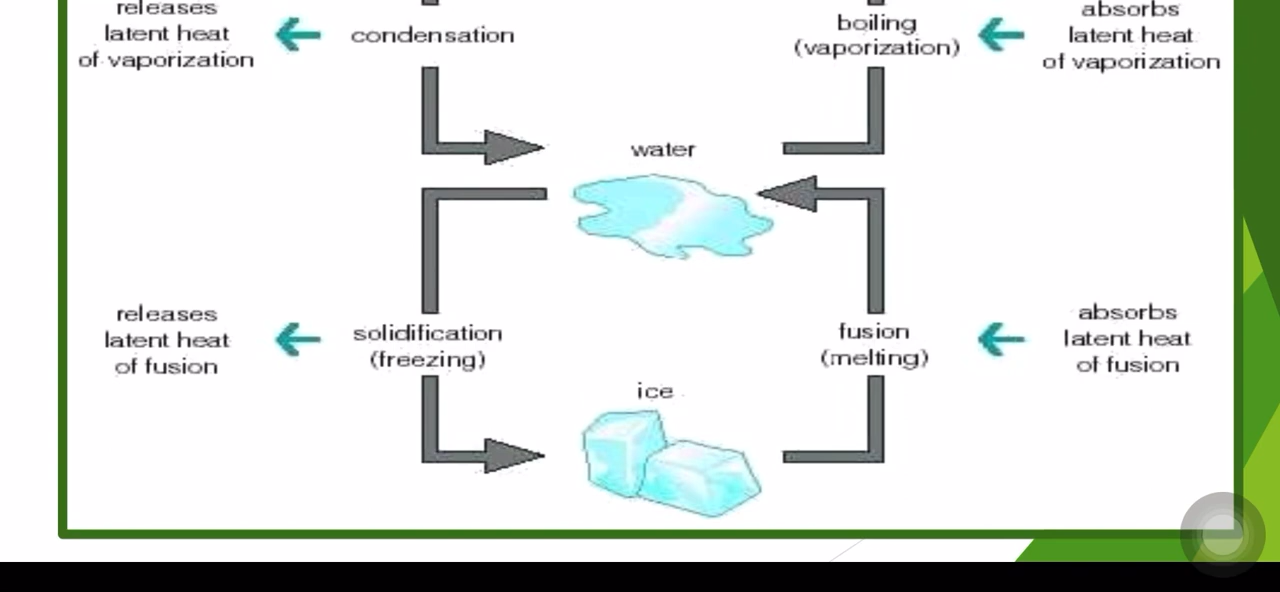 releases
latent heat
of vaporization
condensation
boiling
(vaporization)
absorbs
latent heat
of vaporization
water
releases
latent heat
of fusion
solidification
(freezing)
fusion
(melting)
absorbs
latent heat
of fusion
ice